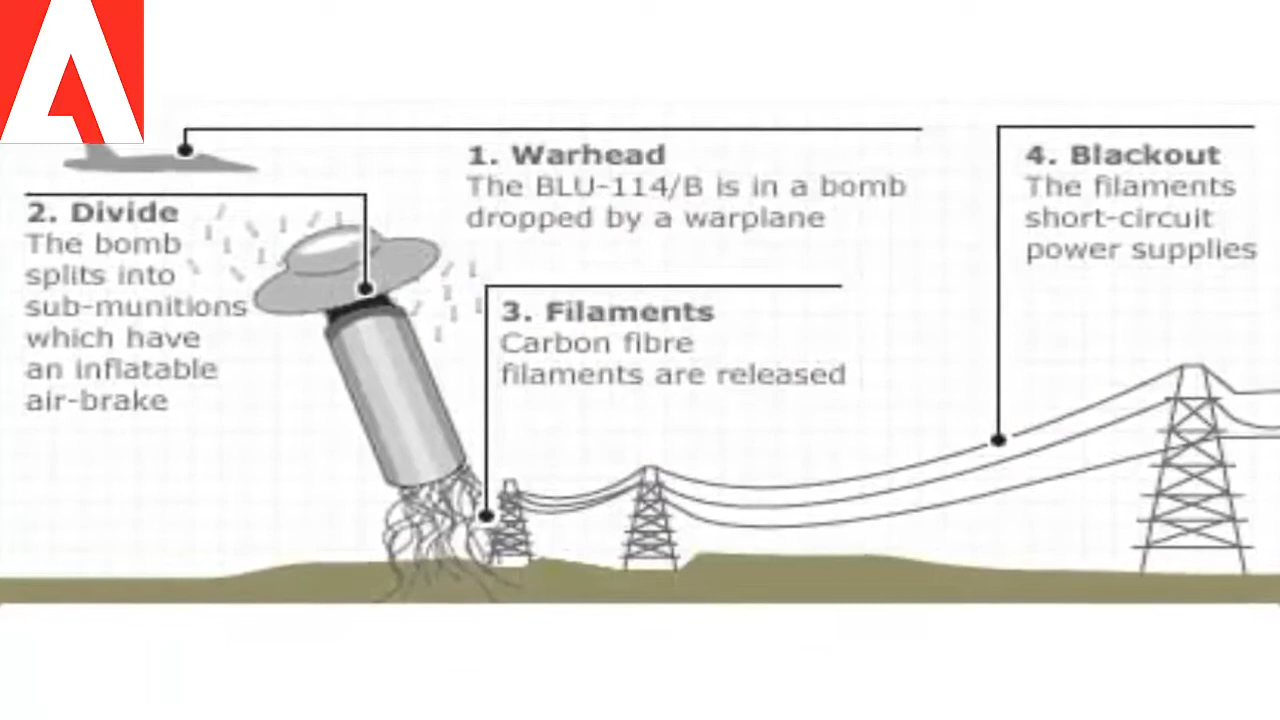 1. Warhead
The BLU-114/B is in a bomb
dropped by a warplane
2. Divide
The bomb
splits into
sub-munitions
which have
an inflatable
air-brake
3. Filaments
Carbon fibre
filaments are released
4. Blackout
The filaments
short-circuit
power supplies